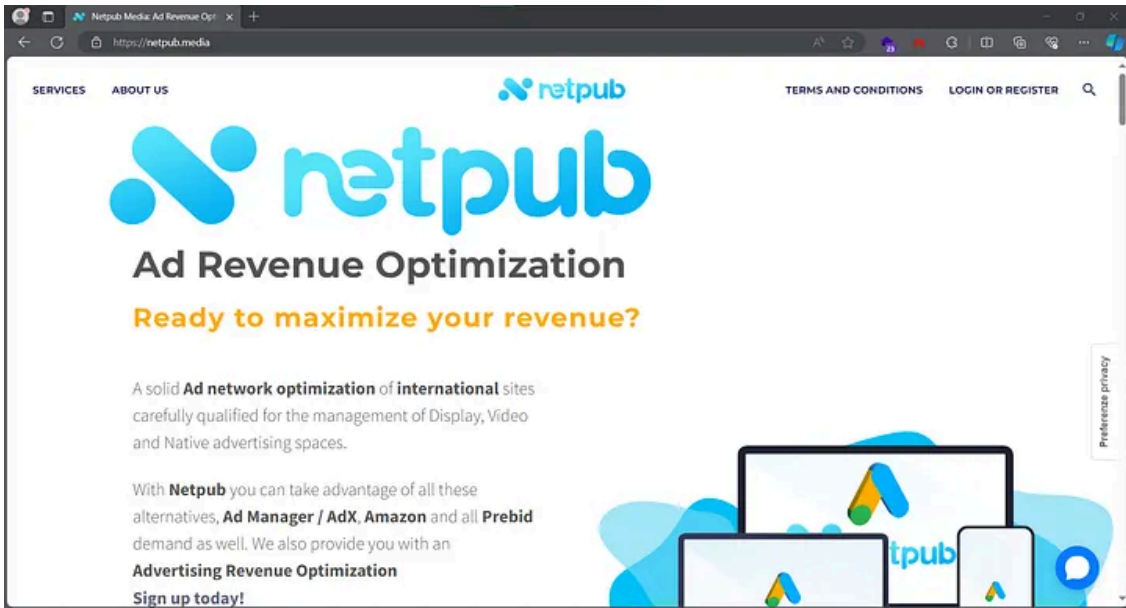 Netpub Media: Ad Revenue Opt
https://netpub.media
23
SERVICES
ABOUT US
netpub
TERMS AND CONDITIONS
LOGIN OR REGISTER
netpub
Ad Revenue Optimization
Ready to maximize your revenue?
A solid Ad network optimization of international sites
carefully qualified for the management of Display, Video
and Native advertising spaces.
With Netpub you can take advantage of all these
alternatives, Ad Manager / AdX, Amazon and all Prebid
demand as well. We also provide you with an
Advertising Revenue Optimization
Sign up today!
Preferenze privacy
tpub